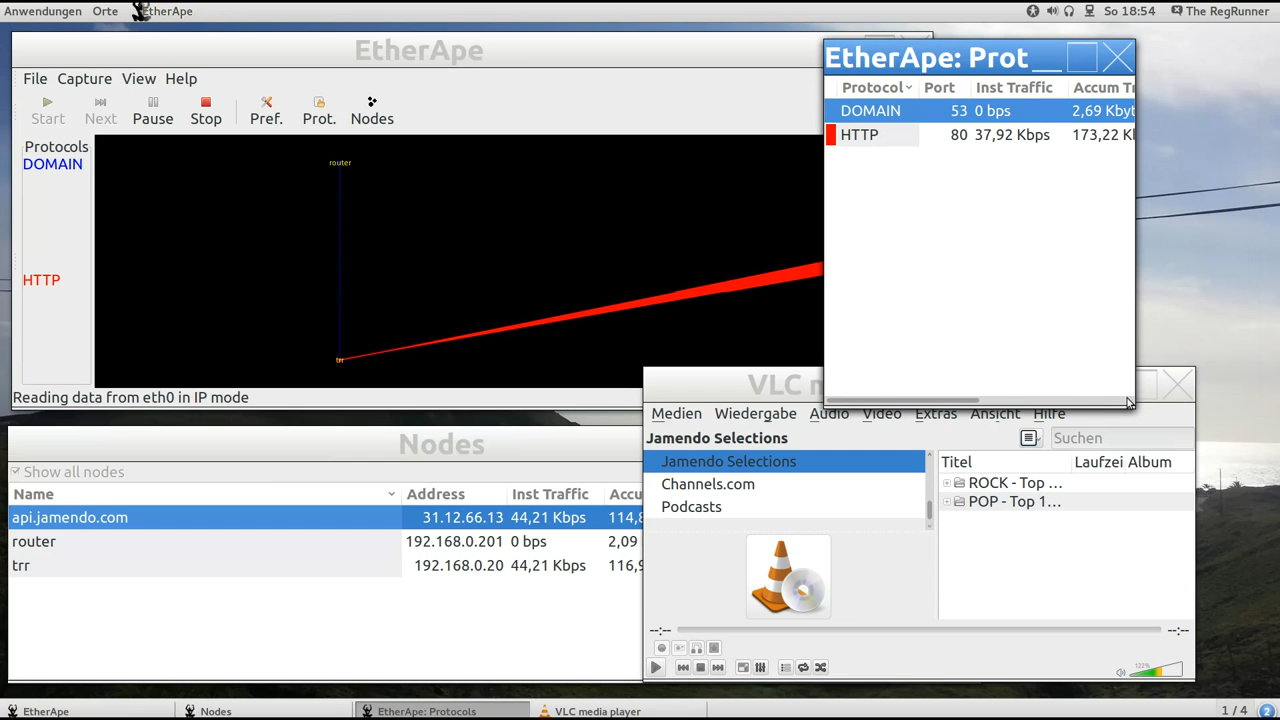 Anwendungen Orte EtherApe So 18:54 The RegRunner
EtherApe
File Capture View Help
Start Next Pause Stop Pref. Prot. Nodes
Protocols
DOMAIN
HTTP
router
trr
Reading data from eth0 in IP mode
EtherApe: Prot
Protocol Port Inst Traffic Accum Tr
DOMAIN 53 0 bps 2,69 Kbyt
HTTP 80 37,92 Kbps 173,22 Kl
Nodes
Show all nodes
Name Address Inst Traffic Accu
api.jamendo.com 31.12.66.13 44,21 Kbps 114,8
router 192.168.0.201 0 bps 2,09
trr 192.168.0.20 44,21 Kbps 116,9
VLC m
Medien Wiedergabe Audio Video Extras Ansicht Hilfe
Jamendo Selections Suchen
Jamendo Selections
Channels.com
Podcasts
Titel Laufzei Album
ROCK - Top ...
POP - Top 1...
--:-- --:--
122%
EtherApe Nodes EtherApe: Protocols VLC media player 1 / 4 2